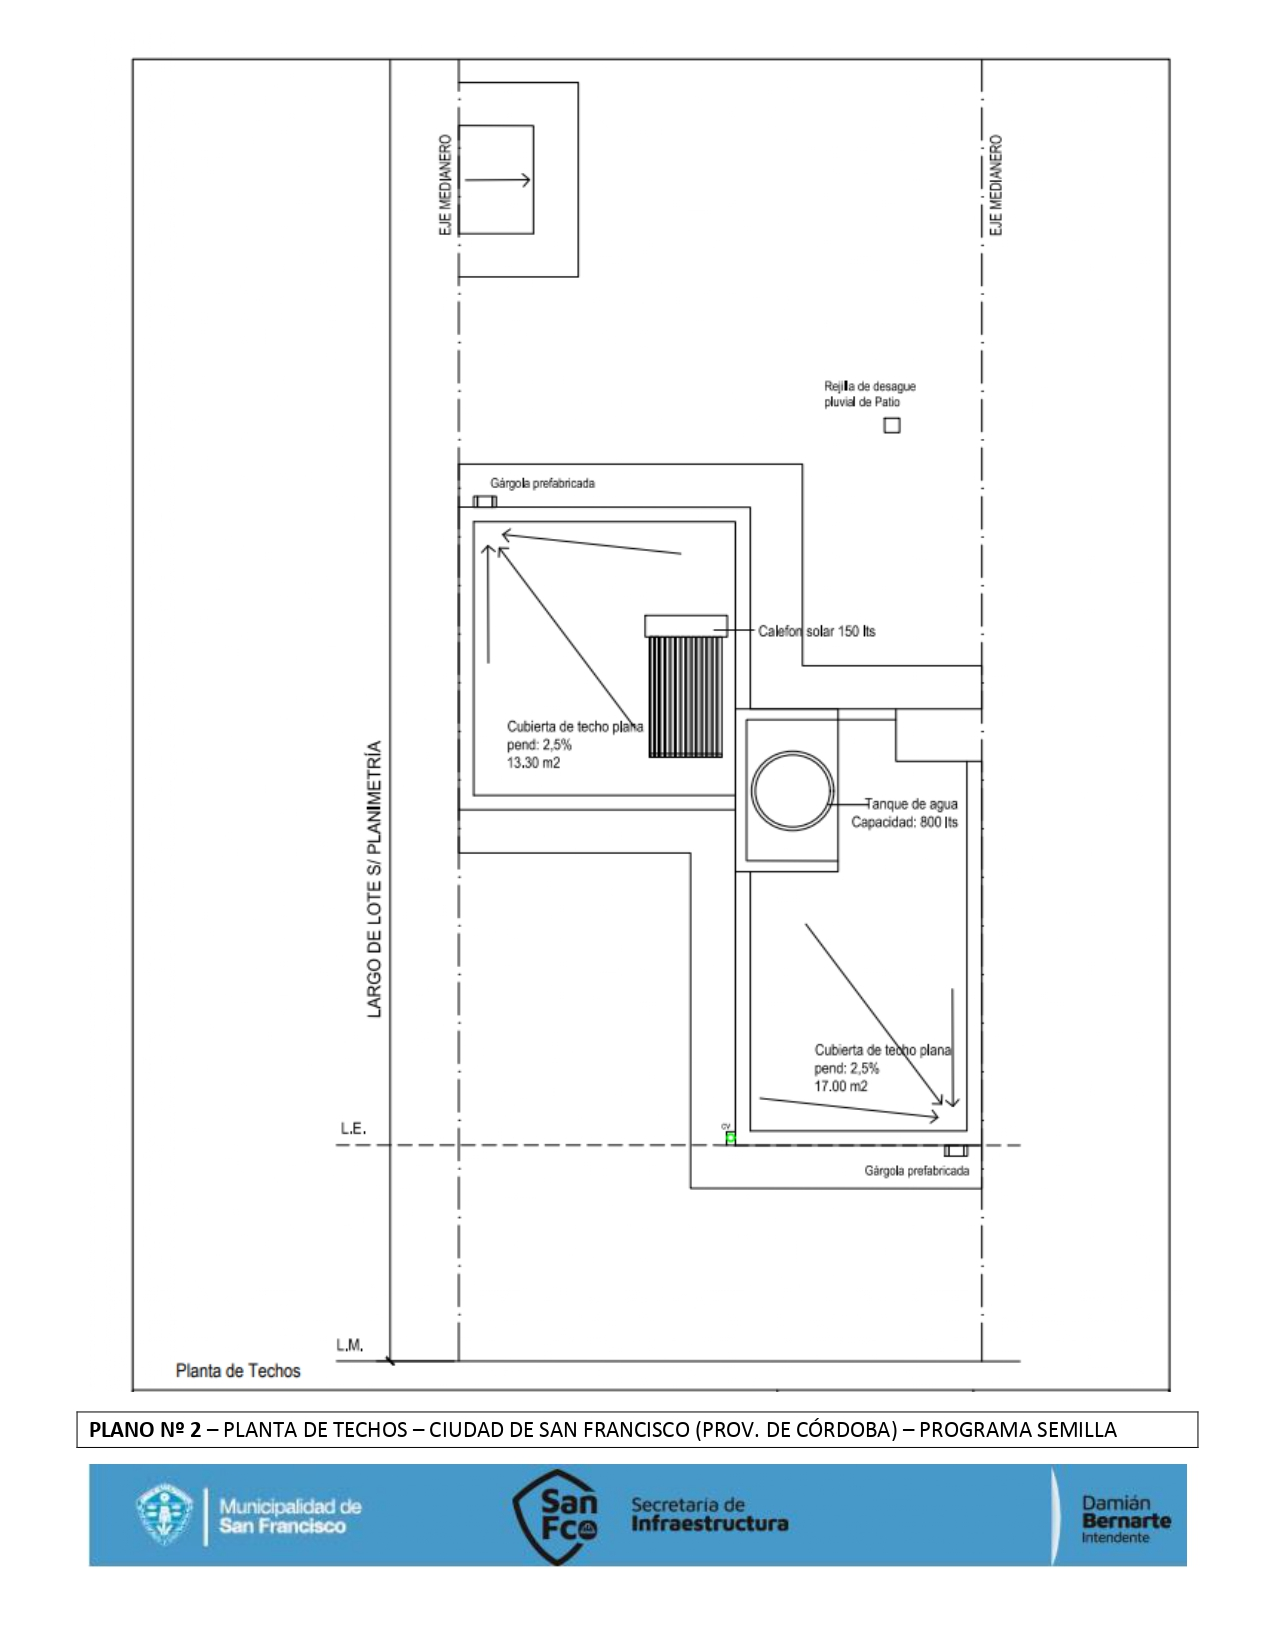 EJE MEDIANERO
EJE MEDIANERO
Rejilla de desague
pluvial de Patio
Gárgola prefabricada
Calefon solar 150 lts
Cubierta de techo plana
pend: 2,5%
13.30 m2
Tanque de agua
Capacidad: 800 lts
LARGO DE LOTE S/ PLANIMETRÍA
Cubierta de techo plana
pend: 2,5%
17.00 m2
L.E.
CV
Gárgola prefabricada
L.M.
Planta de Techos
PLANO Nº 2 – PLANTA DE TECHOS – CIUDAD DE SAN FRANCISCO (PROV. DE CÓRDOBA) – PROGRAMA SEMILLA
Municipalidad de
San Francisco
San
Fco
Secretaría de
Infraestructura
Damián
Bernarte
Intendente